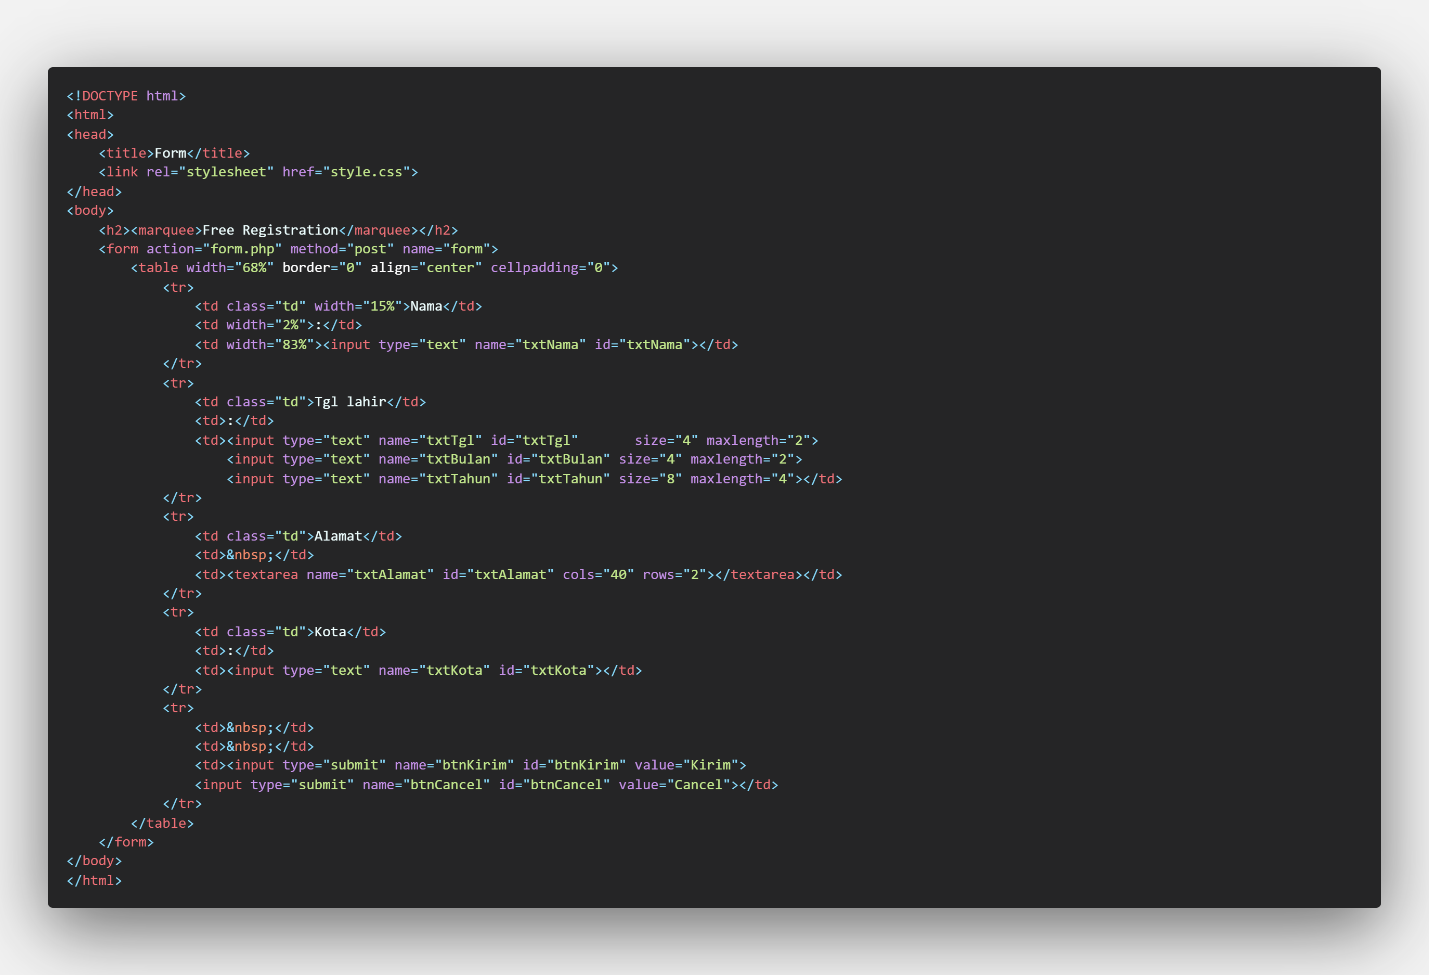 <!DOCTYPE html>
<html>
<head>
    <title>Form</title>
    <link rel="stylesheet" href="style.css">
</head>
<body>
    <h2><marquee>Free Registration</marquee></h2>
    <form action="form.php" method="post" name="form">
        <table width="68%" border="0" align="center" cellpadding="0">
            <tr>
                <td class="td" width="15%">Nama</td>
                <td width="2%">:</td>
                <td width="83%"><input type="text" name="txtNama" id="txtNama"></td>
            </tr>
            <tr>
                <td class="td">Tgl lahir</td>
                <td>:</td>
                <td><input type="text" name="txtTgl" id="txtTgl"       size="4" maxlength="2">
                    <input type="text" name="txtBulan" id="txtBulan" size="4" maxlength="2">
                    <input type="text" name="txtTahun" id="txtTahun" size="8" maxlength="4"></td>
            </tr>
            <tr>
                <td class="td">Alamat</td>
                <td>&nbsp;</td>
                <td><textarea name="txtAlamat" id="txtAlamat" cols="40" rows="2"></textarea></td>
            </tr>
            <tr>
                <td class="td">Kota</td>
                <td>:</td>
                <td><input type="text" name="txtKota" id="txtKota"></td>
            </tr>
            <tr>
                <td>&nbsp;</td>
                <td>&nbsp;</td>
                <td><input type="submit" name="btnKirim" id="btnKirim" value="Kirim">
                <input type="submit" name="btnCancel" id="btnCancel" value="Cancel"></td>
            </tr>
        </table>
    </form>
</body>
</html>